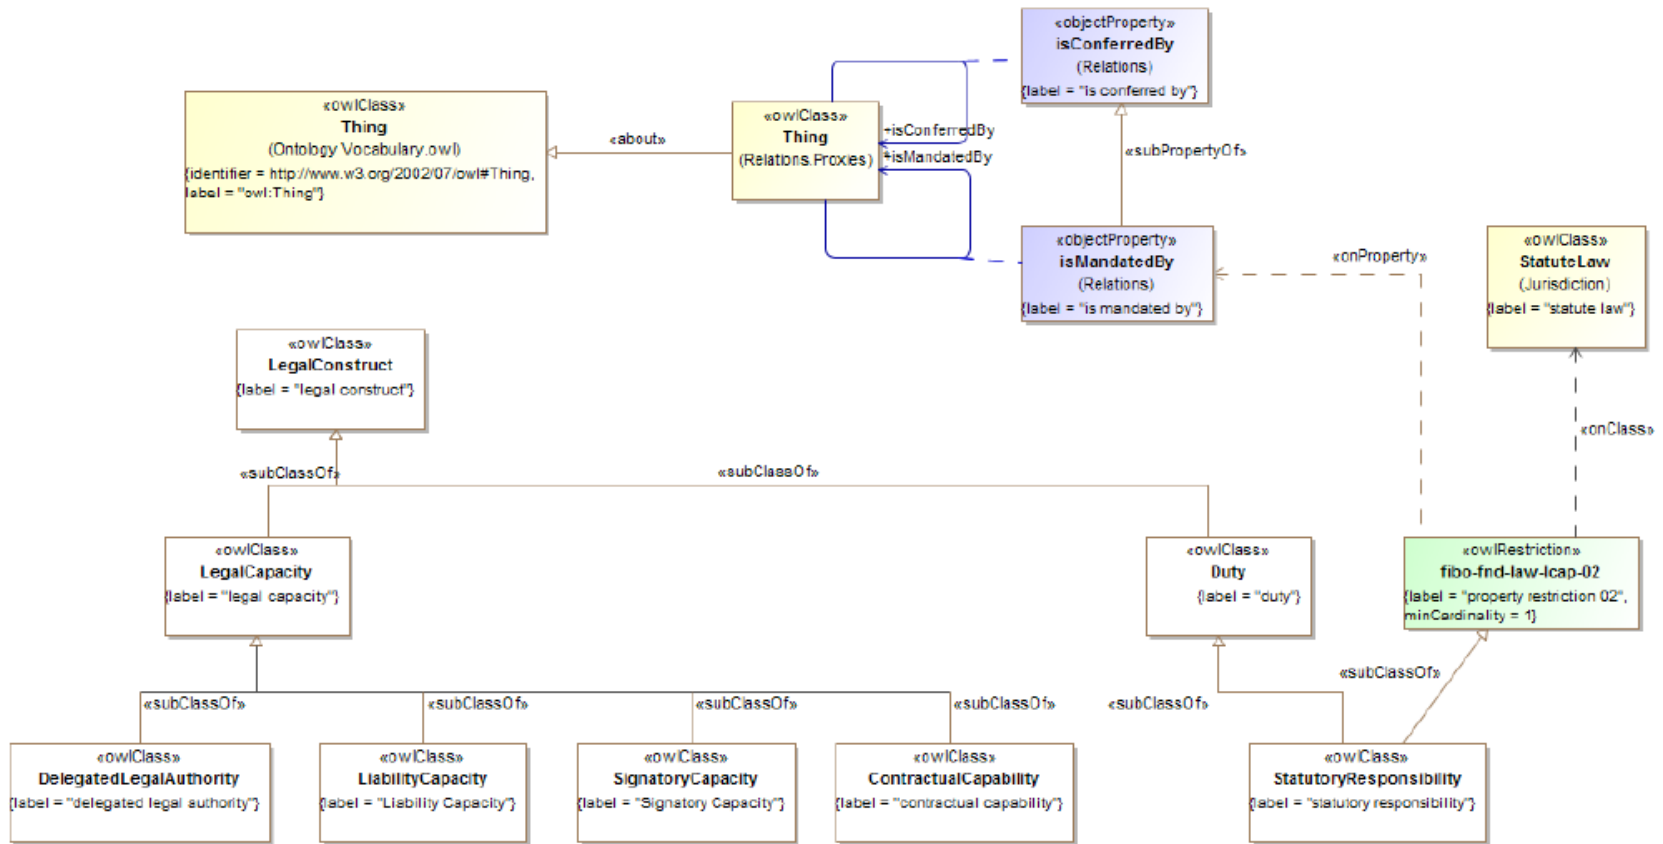 «objectProperty»
isConferredBy
(Relations)
{label = "is conferred by"}
«owlClass»
Thing
(Ontology Vocabulary.owl)
{identifier = http://www.w3.org/2002/07/owl#Thing,
label = "owl:Thing"}
«about»
«owlClass»
Thing
(Relations.Proxies)
+isConferredBy
+isMandatedBy
«subPropertyOf»
«objectProperty»
isMandatedBy
(Relations)
{label = "is mandated by"}
«onProperty»
«owlClass»
StatuteLaw
(Jurisdiction)
{label = "statute law"}
«owlClass»
LegalConstruct
{label = "legal construct"}
«onClass»
«subClassOf»
«subClassOf»
«owlClass»
LegalCapacity
{label = "legal capacity"}
«owlClass»
Duty
{label = "duty"}
«owlRestriction»
fibo-fnd-law-lcap-02
{label = "property restriction 02",
minCardinality = 1}
«subClassOf»
«subClassOf»
«subClassOf»
«subClassOf»
«subClassOf»
«subClassOf»
«owlClass»
DelegatedLegalAuthority
{label = "delegated legal authority"}
«owlClass»
LiabilityCapacity
{label = "Liability Capacity"}
«owlClass»
SignatoryCapacity
{label = "Signatory Capacity"}
«owlClass»
ContractualCapability
{label = "contractual capability"}
«owlClass»
StatutoryResponsibility
{label = "statutory responsibility"}